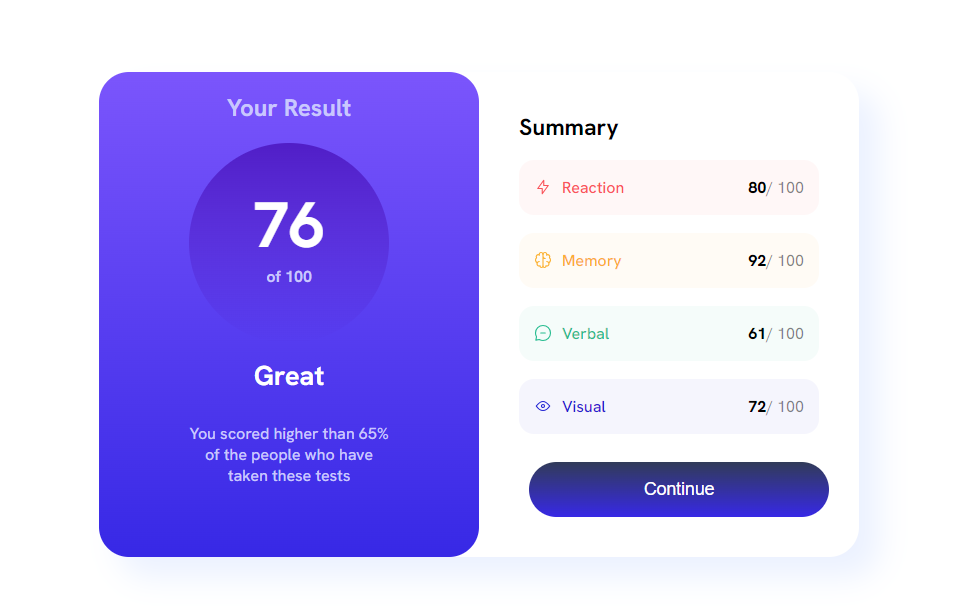 Your Result
76
of 100
Great
You scored higher than 65%
of the people who have
taken these tests
Summary
Reaction 80/ 100
Memory 92/ 100
Verbal 61/ 100
Visual 72/ 100
Continue